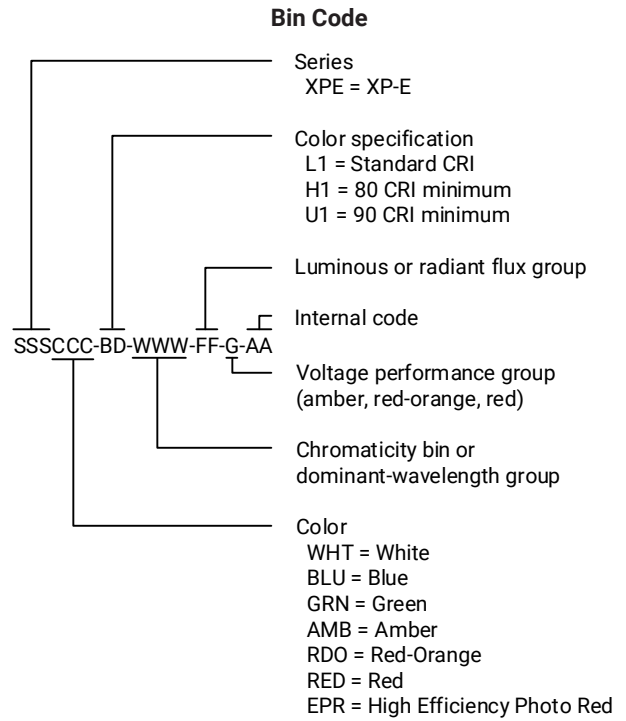 Bin Code
Series
XPE = XP-E
Color specification
L1 = Standard CRI
H1 = 80 CRI minimum
U1 = 90 CRI minimum
Luminous or radiant flux group
Internal code
SSSCCC-BD-WWW-FF-G-AA
Voltage performance group
(amber, red-orange, red)
Chromaticity bin or
dominant-wavelength group
Color
WHT = White
BLU = Blue
GRN = Green
AMB = Amber
RDO = Red-Orange
RED = Red
EPR = High Efficiency Photo Red